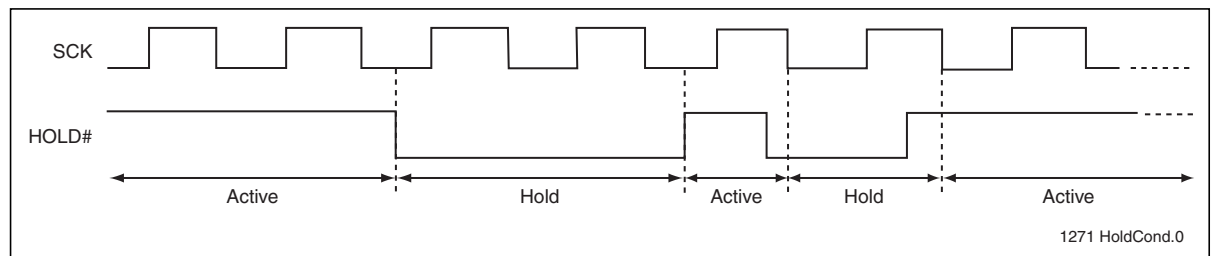 SCK
HOLD#
Active
Hold
Active
Hold
Active
1271 HoldCond.0